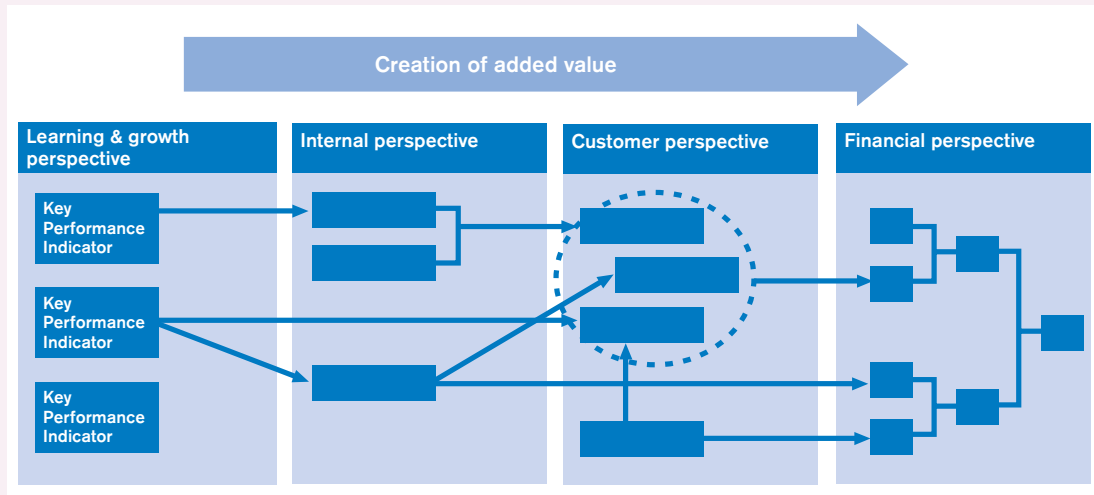 Creation of added value
Learning & growth
perspective
Internal perspective
Customer perspective
Financial perspective
Key
Performance
Indicator
Key
Performance
Indicator
Key
Performance
Indicator